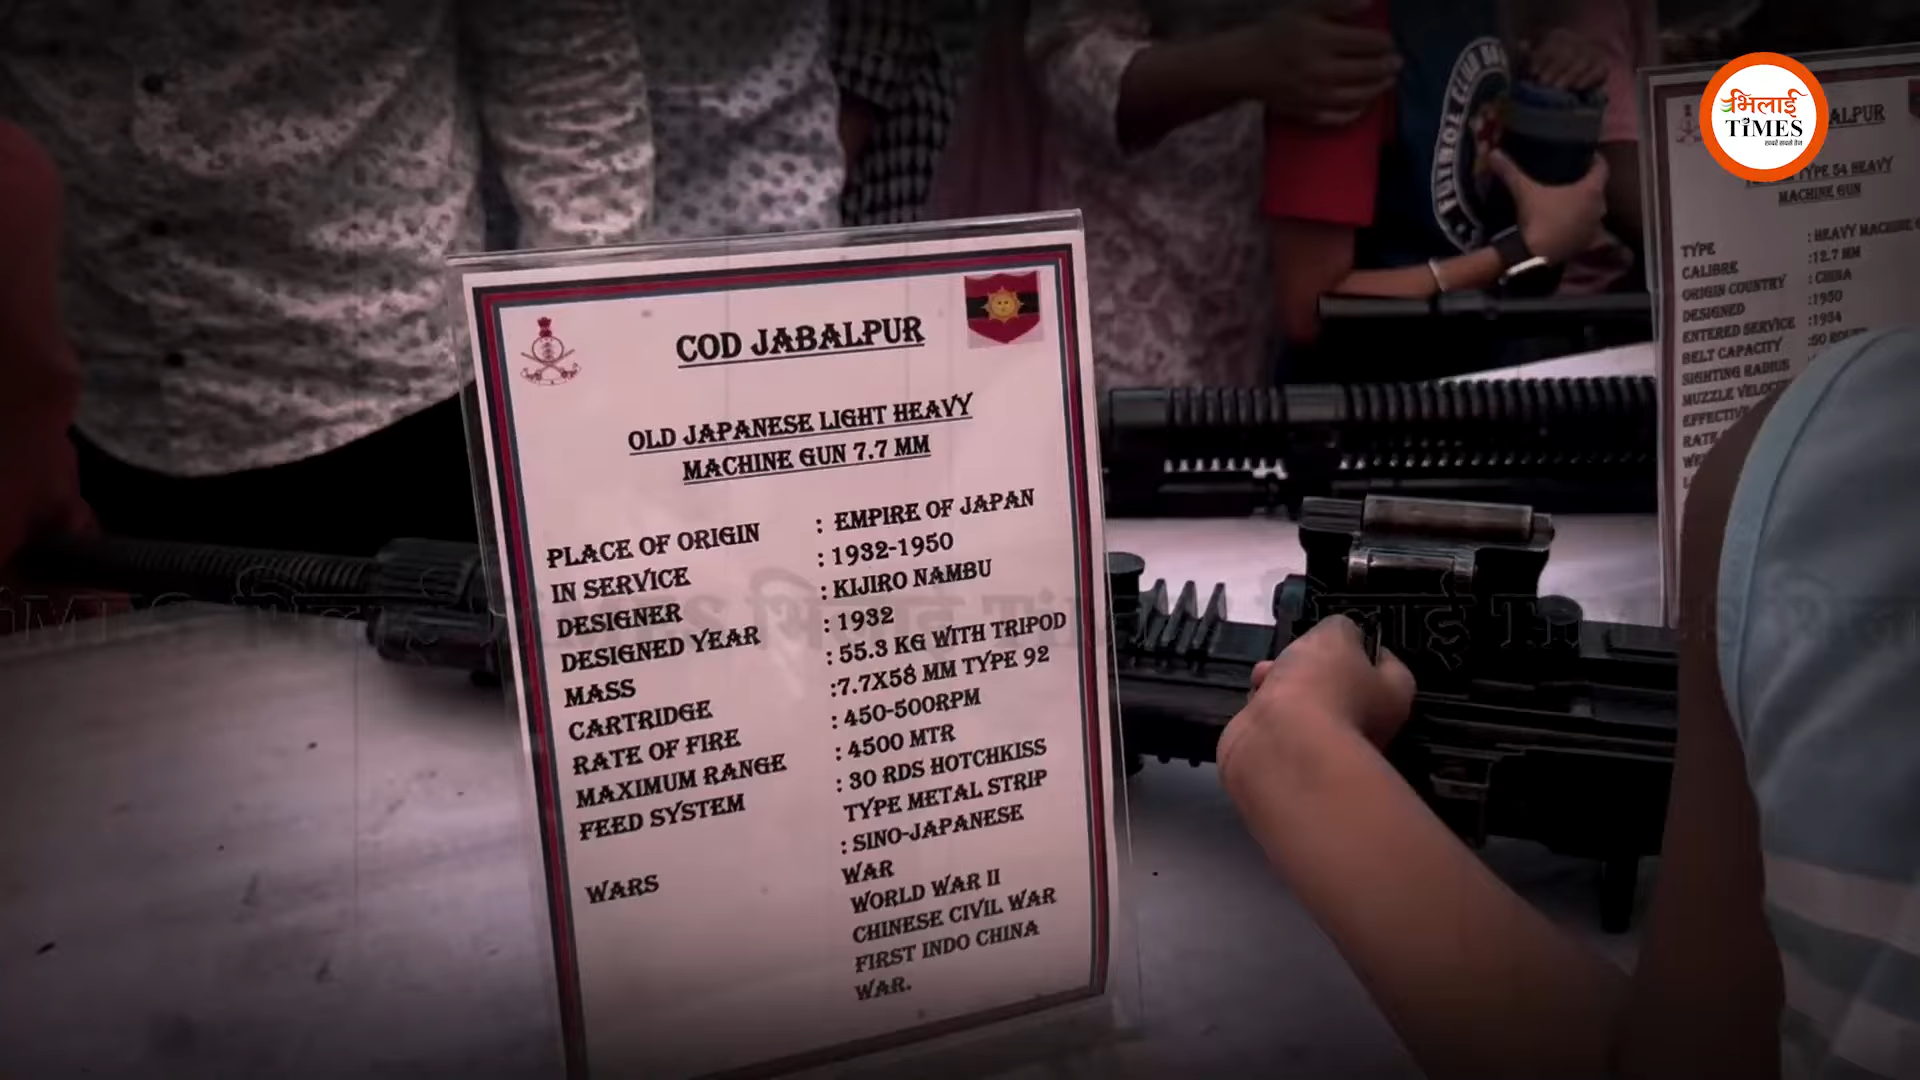 COD JABALPUR
OLD JAPANESE LIGHT HEAVY
MACHINE GUN 7.7 MM
PLACE OF ORIGIN : EMPIRE OF JAPAN
IN SERVICE : 1932-1950
DESIGNER : KIJIRO NAMBU
DESIGNED YEAR : 1932
MASS : 55.3 KG WITH TRIPOD
CARTRIDGE :7.7X58 MM TYPE 92
RATE OF FIRE : 450-500RPM
MAXIMUM RANGE : 4500 MTR
FEED SYSTEM : 30 RDS HOTCHKISS
TYPE METAL STRIP
WARS : SINO-JAPANESE
WAR
WORLD WAR II
CHINESE CIVIL WAR
FIRST INDO CHINA
WAR.
भिलाई
TiMES
ALPUR
TYPE 54 HEAVY
MACHINE GUN
TYPE : HEAVY MACHINE
CALIBRE :12.7 MM
ORIGIN COUNTRY : CHINA
DESIGNED :1950
ENTERED SERVICE :1954
BELT CAPACITY :50
SIGHTING RADIUS
MUZZLE
EFFECTIVE
FUTBOL CLUB